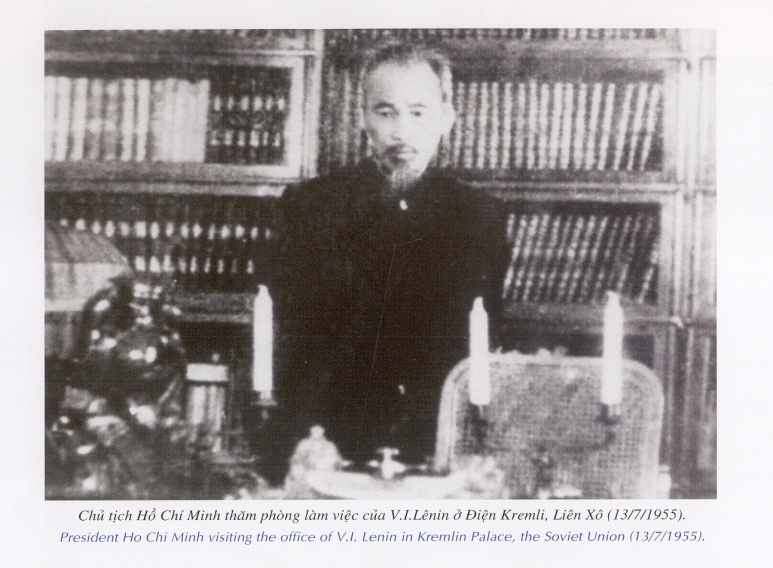 Chủ tịch Hồ Chí Minh thăm phòng làm việc của V.I.Lênin ở Điện Kremli, Liên Xô (13/7/1955).
President Ho Chi Minh visiting the office of V.I. Lenin in Kremlin Palace, the Soviet Union (13/7/1955).